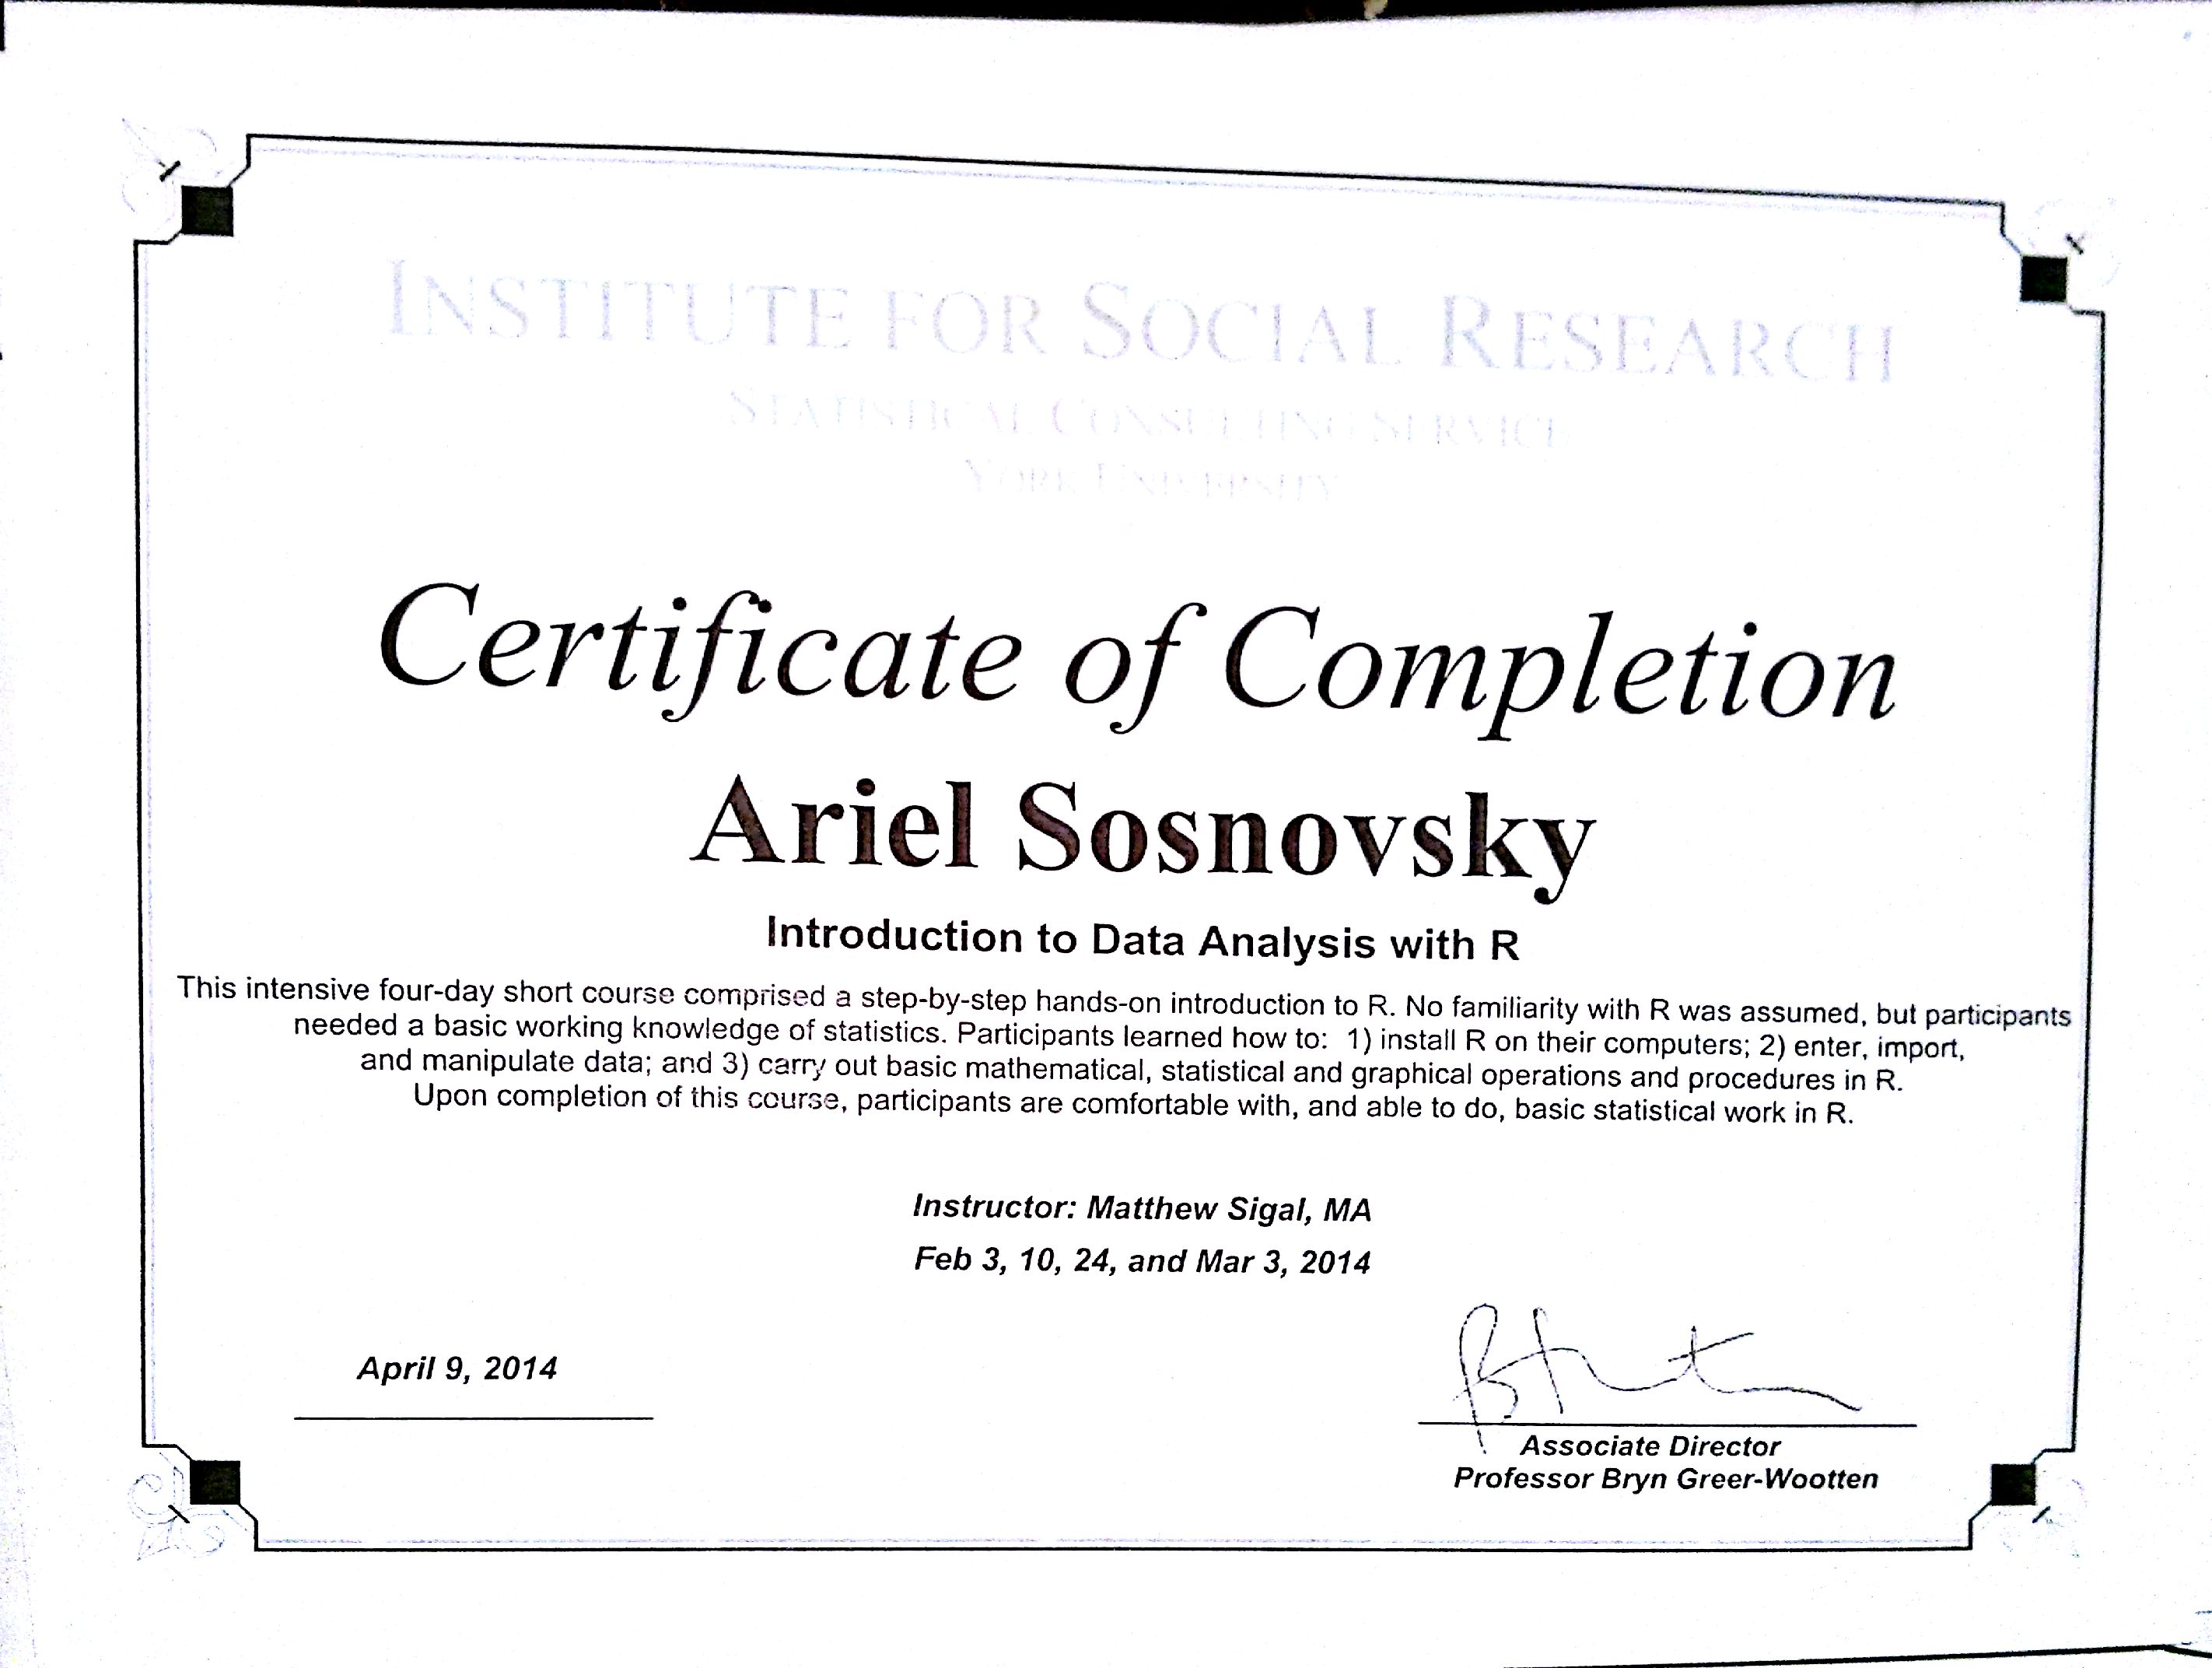 INSTITUTE FOR SOCIAL RESEARCH
STATISTICAL CONSULTING SERVICE
YORK UNIVERSITY
Certificate of Completion
Ariel Sosnovsky
Introduction to Data Analysis with R
This intensive four-day short course comprised a step-by-step hands-on introduction to R. No familiarity with R was assumed, but participants
needed a basic working knowledge of statistics. Participants learned how to: 1) install R on their computers; 2) enter, import,
and manipulate data; and 3) carry out basic mathematical, statistical and graphical operations and procedures in R.
Upon completion of this course, participants are comfortable with, and able to do, basic statistical work in R.
Instructor: Matthew Sigal, MA
Feb 3, 10, 24, and Mar 3, 2014
April 9, 2014
Associate Director
Professor Bryn Greer-Wootten